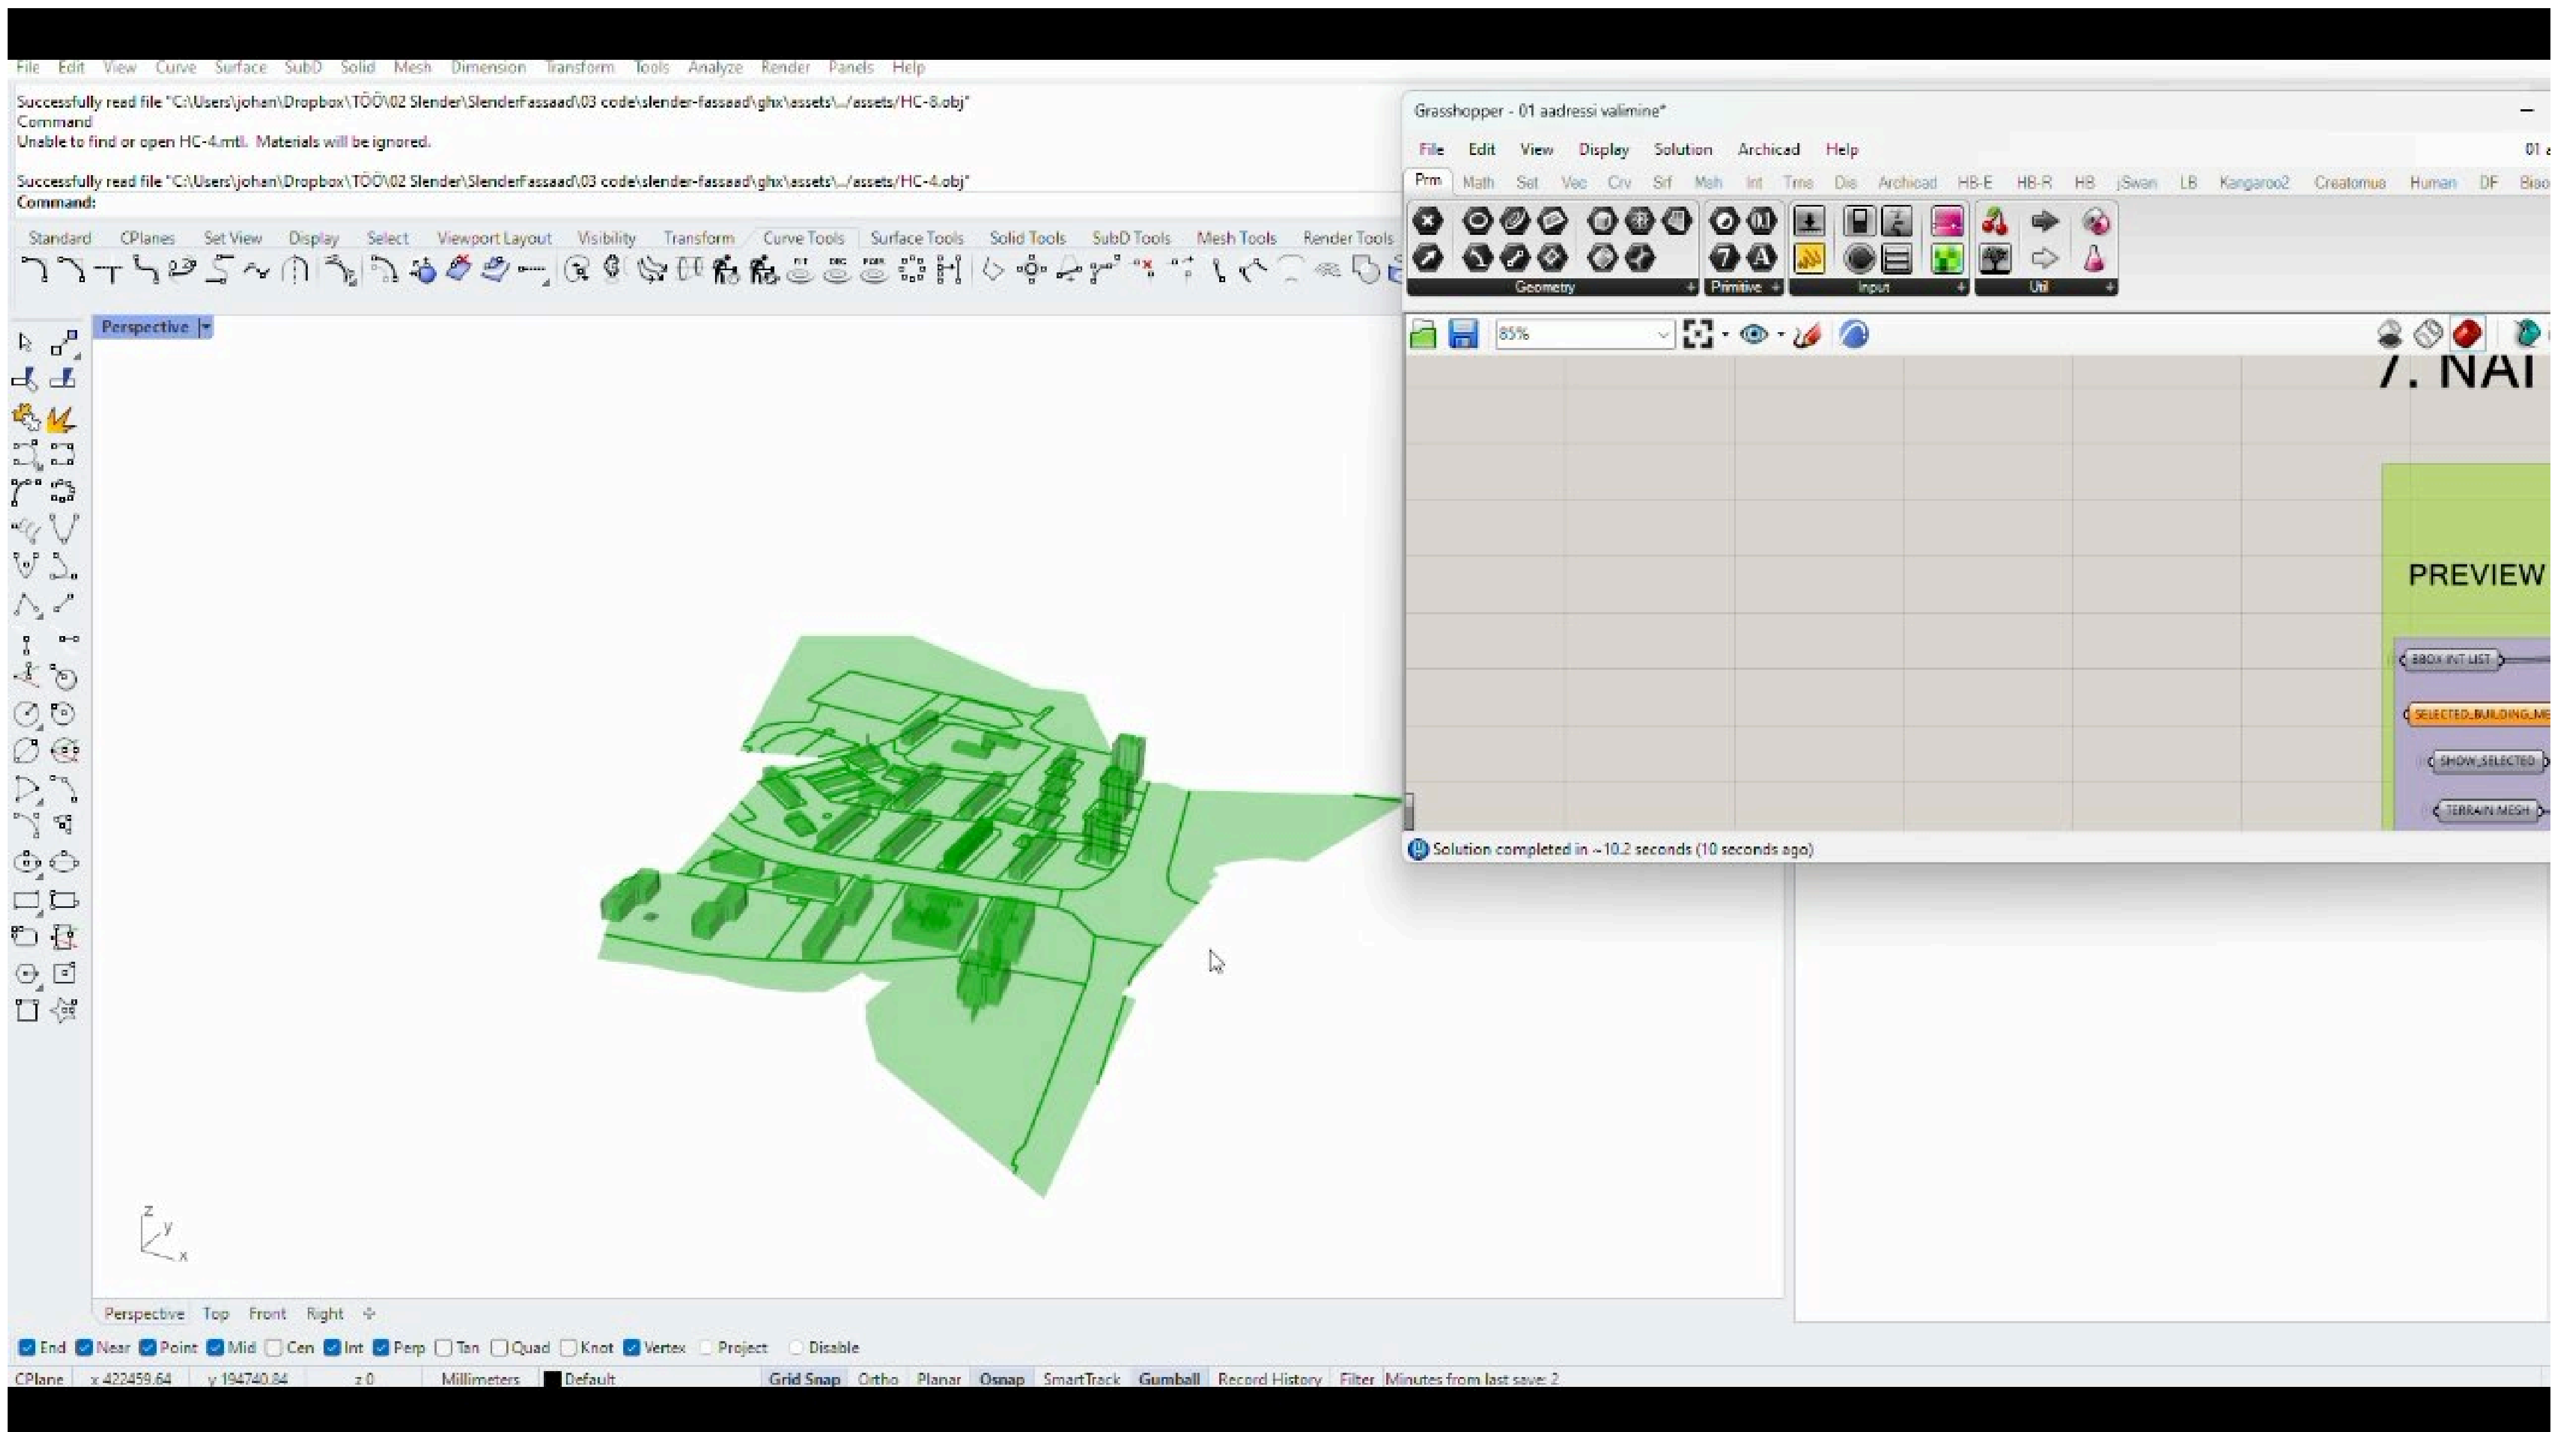 File Edit View Curve Surface SubD Solid Mesh Dimension Transform Tools Analyze Render Panels Help
Successfully read file "C:\Users\johan\Dropbox\TÖÖ\02 Slender\SlenderFassaad\03 code\slender-fassaad\ghx\assets\../assets/HC-8.obj"
Command
Unable to find or open HC-4.mtl. Materials will be ignored.
Successfully read file "C:\Users\johan\Dropbox\TÖÖ\02 Slender\SlenderFassaad\03 code\slender-fassaad\ghx\assets\../assets/HC-4.obj"
Command:
Standard CPlanes Set View Display Select Viewport Layout Visibility Transform Curve Tools Surface Tools Solid Tools SubD Tools Mesh Tools Render Tools
Perspective
Grasshopper - 01 aadressi valimine*
File Edit View Display Solution Archicad Help
01
Prm Math Set Vec Crv Srf Msh Int Trns Dis Archicad HB-E HB-R HB jSwan LB Kangaroo2 Creatomus Human DF
Geometry Primitive Input Util
85%
7. NAT
PREVIEW
BBOX INT LIST
SELECTED_BUILDING_ME
SHOW_SELECTED
TERRAIN MESH
Solution completed in ~10.2 seconds (10 seconds ago)
z
y
x
Perspective Top Front Right
End Near Point Mid Cen Int Perp Tan Quad Knot Vertex Project Disable
CPlane x 422459.64 y 194740.84 z 0 Millimeters Default Grid Snap Ortho Planar Osnap SmartTrack Gumball Record History Filter Minutes from last save: 2